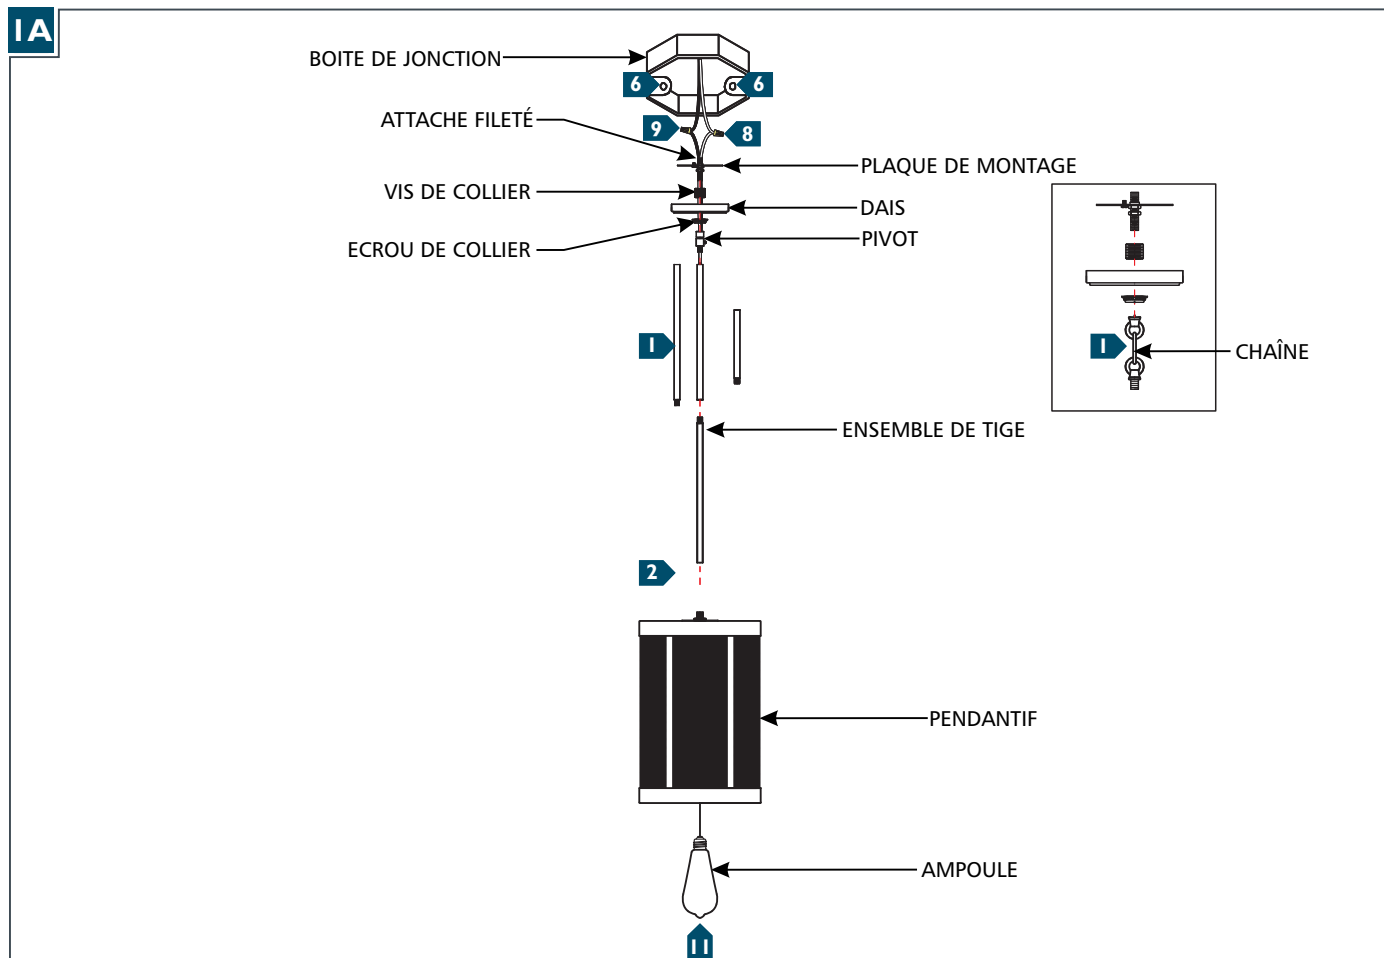 1A
BOITE DE JONCTION
6
6
ATTACHE FILETÉ
9
8
PLAQUE DE MONTAGE
VIS DE COLLIER
DAIS
ECROU DE COLLIER
PIVOT
1
1
CHAÎNE
ENSEMBLE DE TIGE
2
PENDANTIF
AMPOULE
11